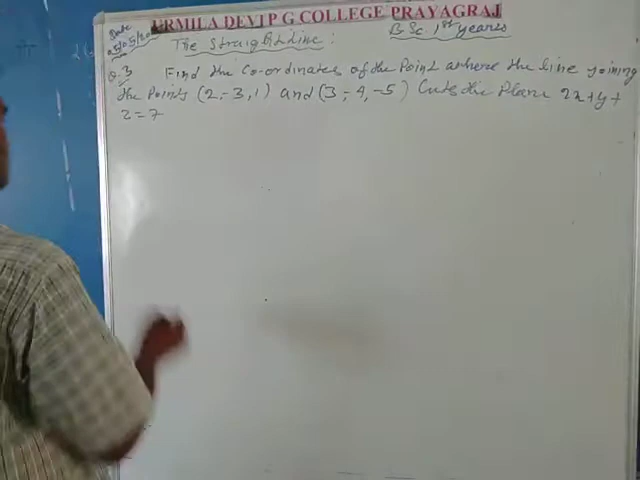 URMILA DEVI P G COLLEGE PRAYAGRAJ
Date
The Straight Line :
B Sc 1st years
Q.3 Find the Co-ordinates of the Point where the line joining
the Points (2,-3,1) and (3,-4,-5) Cuts the Plane 2x+y+
z=7